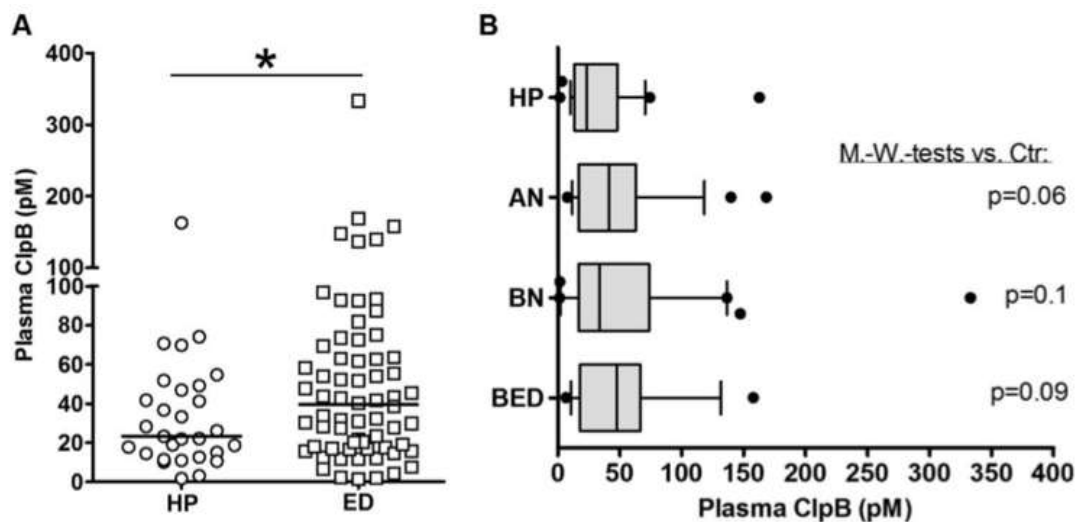 A
*
400
300
200
100
100
80
60
40
20
0
Plasma ClpB (pM)
HP
ED
B
HP
AN
BN
BED
M.-W.-tests vs. Ctr:
p=0.06
p=0.1
p=0.09
0
50
100
150
200
250
300
350
400
Plasma ClpB (pM)